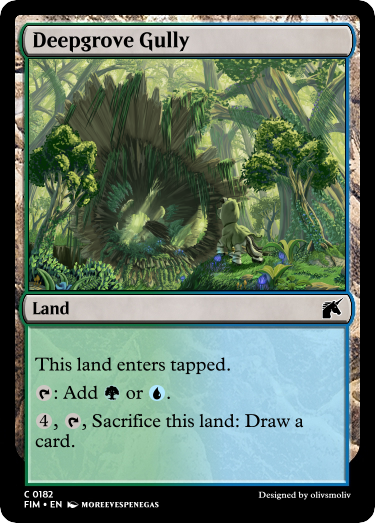 Deepgrove Gully
Land
This land enters tapped.
: Add or .
4, , Sacrifice this land: Draw a
card.
C 0182
FIM • EN MOREEVESPENEGAS
Designed by olivsmoliv